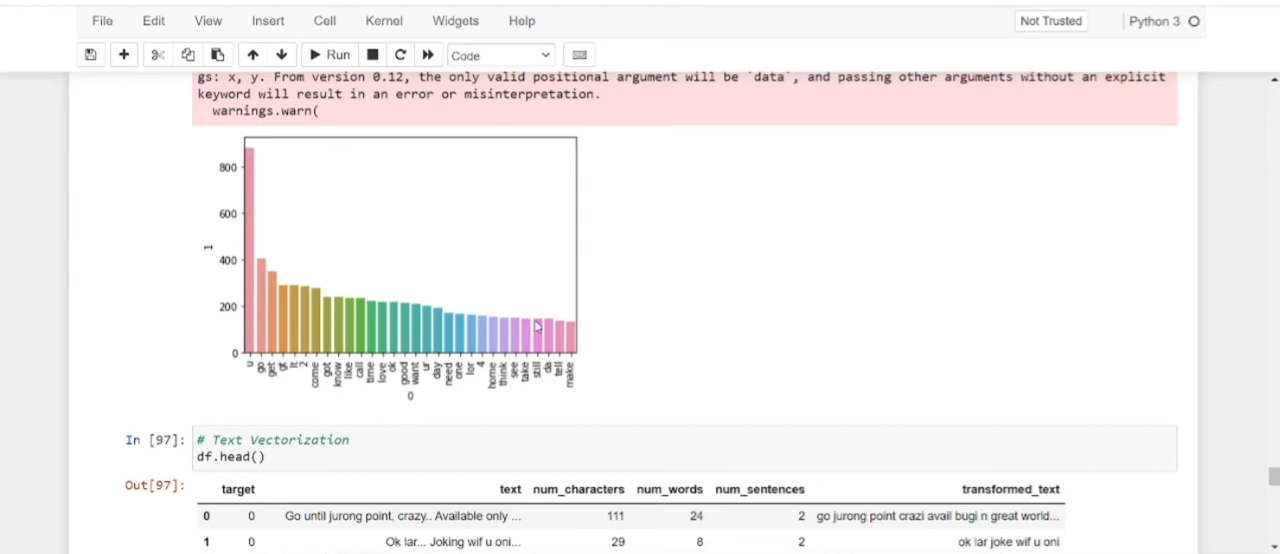 File Edit View Insert Cell Kernel Widgets Help Not Trusted Python 3
Run Code
gs: x, y. From version 0.12, the only valid positional argument will be `data`, and passing other arguments without an explicit
keyword will result in an error or misinterpretation.
warnings.warn(
800
600
400
200
0
1
u go get gt lt 2 come got know like call time love ok good want ur day need one lor 4 home think see take still da tell make
0
In [97]: # Text Vectorization
df.head()
Out[97]:
target text num_characters num_words num_sentences transformed_text
0 0 Go until jurong point, crazy.. Available only ... 111 24 2 go jurong point crazi avail bugi n great world...
1 0 Ok lar... Joking wif u oni... 29 8 2 ok lar joke wif u oni